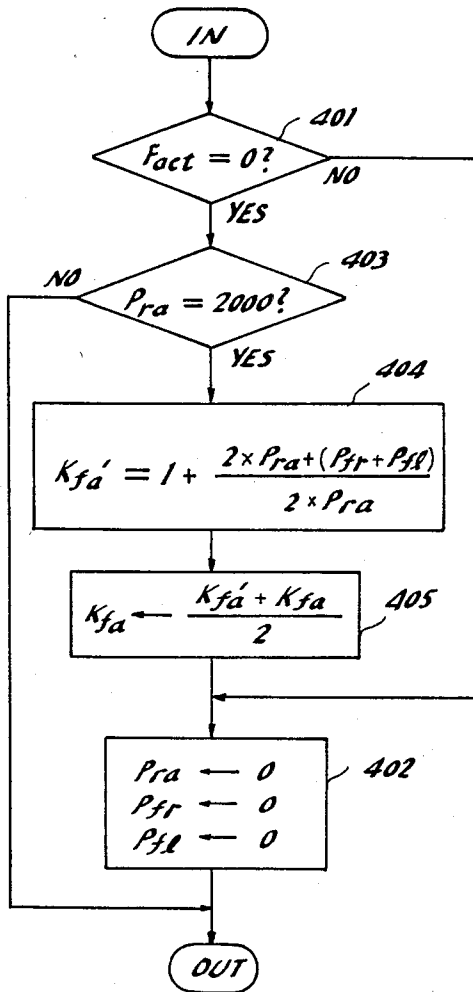 IN
401
F_act = 0?
NO
YES
NO
403
P_ra = 2000?
YES
404
K_fa' = 1 + (2 × P_ra + (P_fr + P_fl)) / (2 × P_ra)
K_fa ← (K_fa' + K_fa) / 2
405
P_ra ← 0
402
P_fr ← 0
P_fl ← 0
OUT